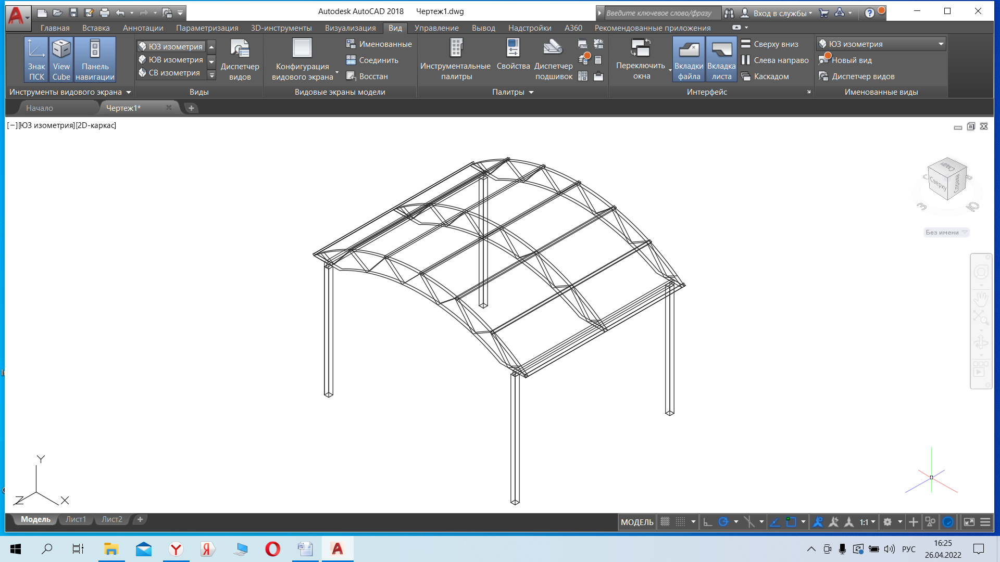 Autodesk AutoCAD 2018 Чертеж1.dwg
Введите ключевое слово/фразу
Вход в службы
Главная Вставка Аннотации Параметризация 3D-инструменты Визуализация Вид Управление Вывод Надстройки A360 Рекомендованные приложения
Знак ПСК
View Cube
Панель навигации
Инструменты видового экрана
ЮЗ изометрия
ЮВ изометрия
СВ изометрия
Диспетчер видов
Виды
Конфигурация видового экрана
Именованные
Соединить
Восстан
Видовые экраны модели
Инструментальные палитры
Свойства
Диспетчер подшивок
Палитры
Переключить окна
Вкладки файла
Вкладка листа
Сверху вниз
Слева направо
Каскадом
Интерфейс
ЮЗ изометрия
Новый вид
Диспетчер видов
Именованные виды
Начало
Чертеж1*
[−][ЮЗ изометрия][2D-каркас]
Сзади
Сверху
Справа
З
Ю
Без имени
Y
Z
X
Модель
Лист1
Лист2
МОДЕЛЬ
1:1
РУС
16:25
26.04.2022